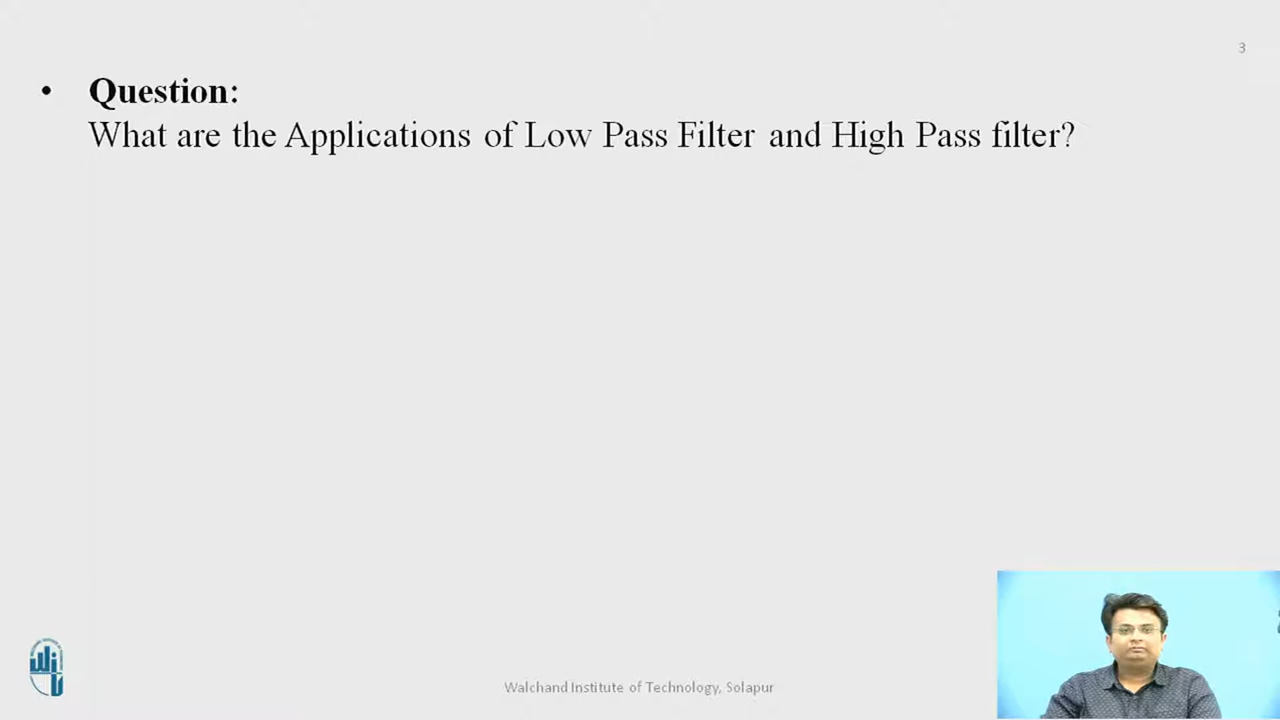 3
• Question:
What are the Applications of Low Pass Filter and High Pass filter?
Walchand Institute of Technology, Solapur